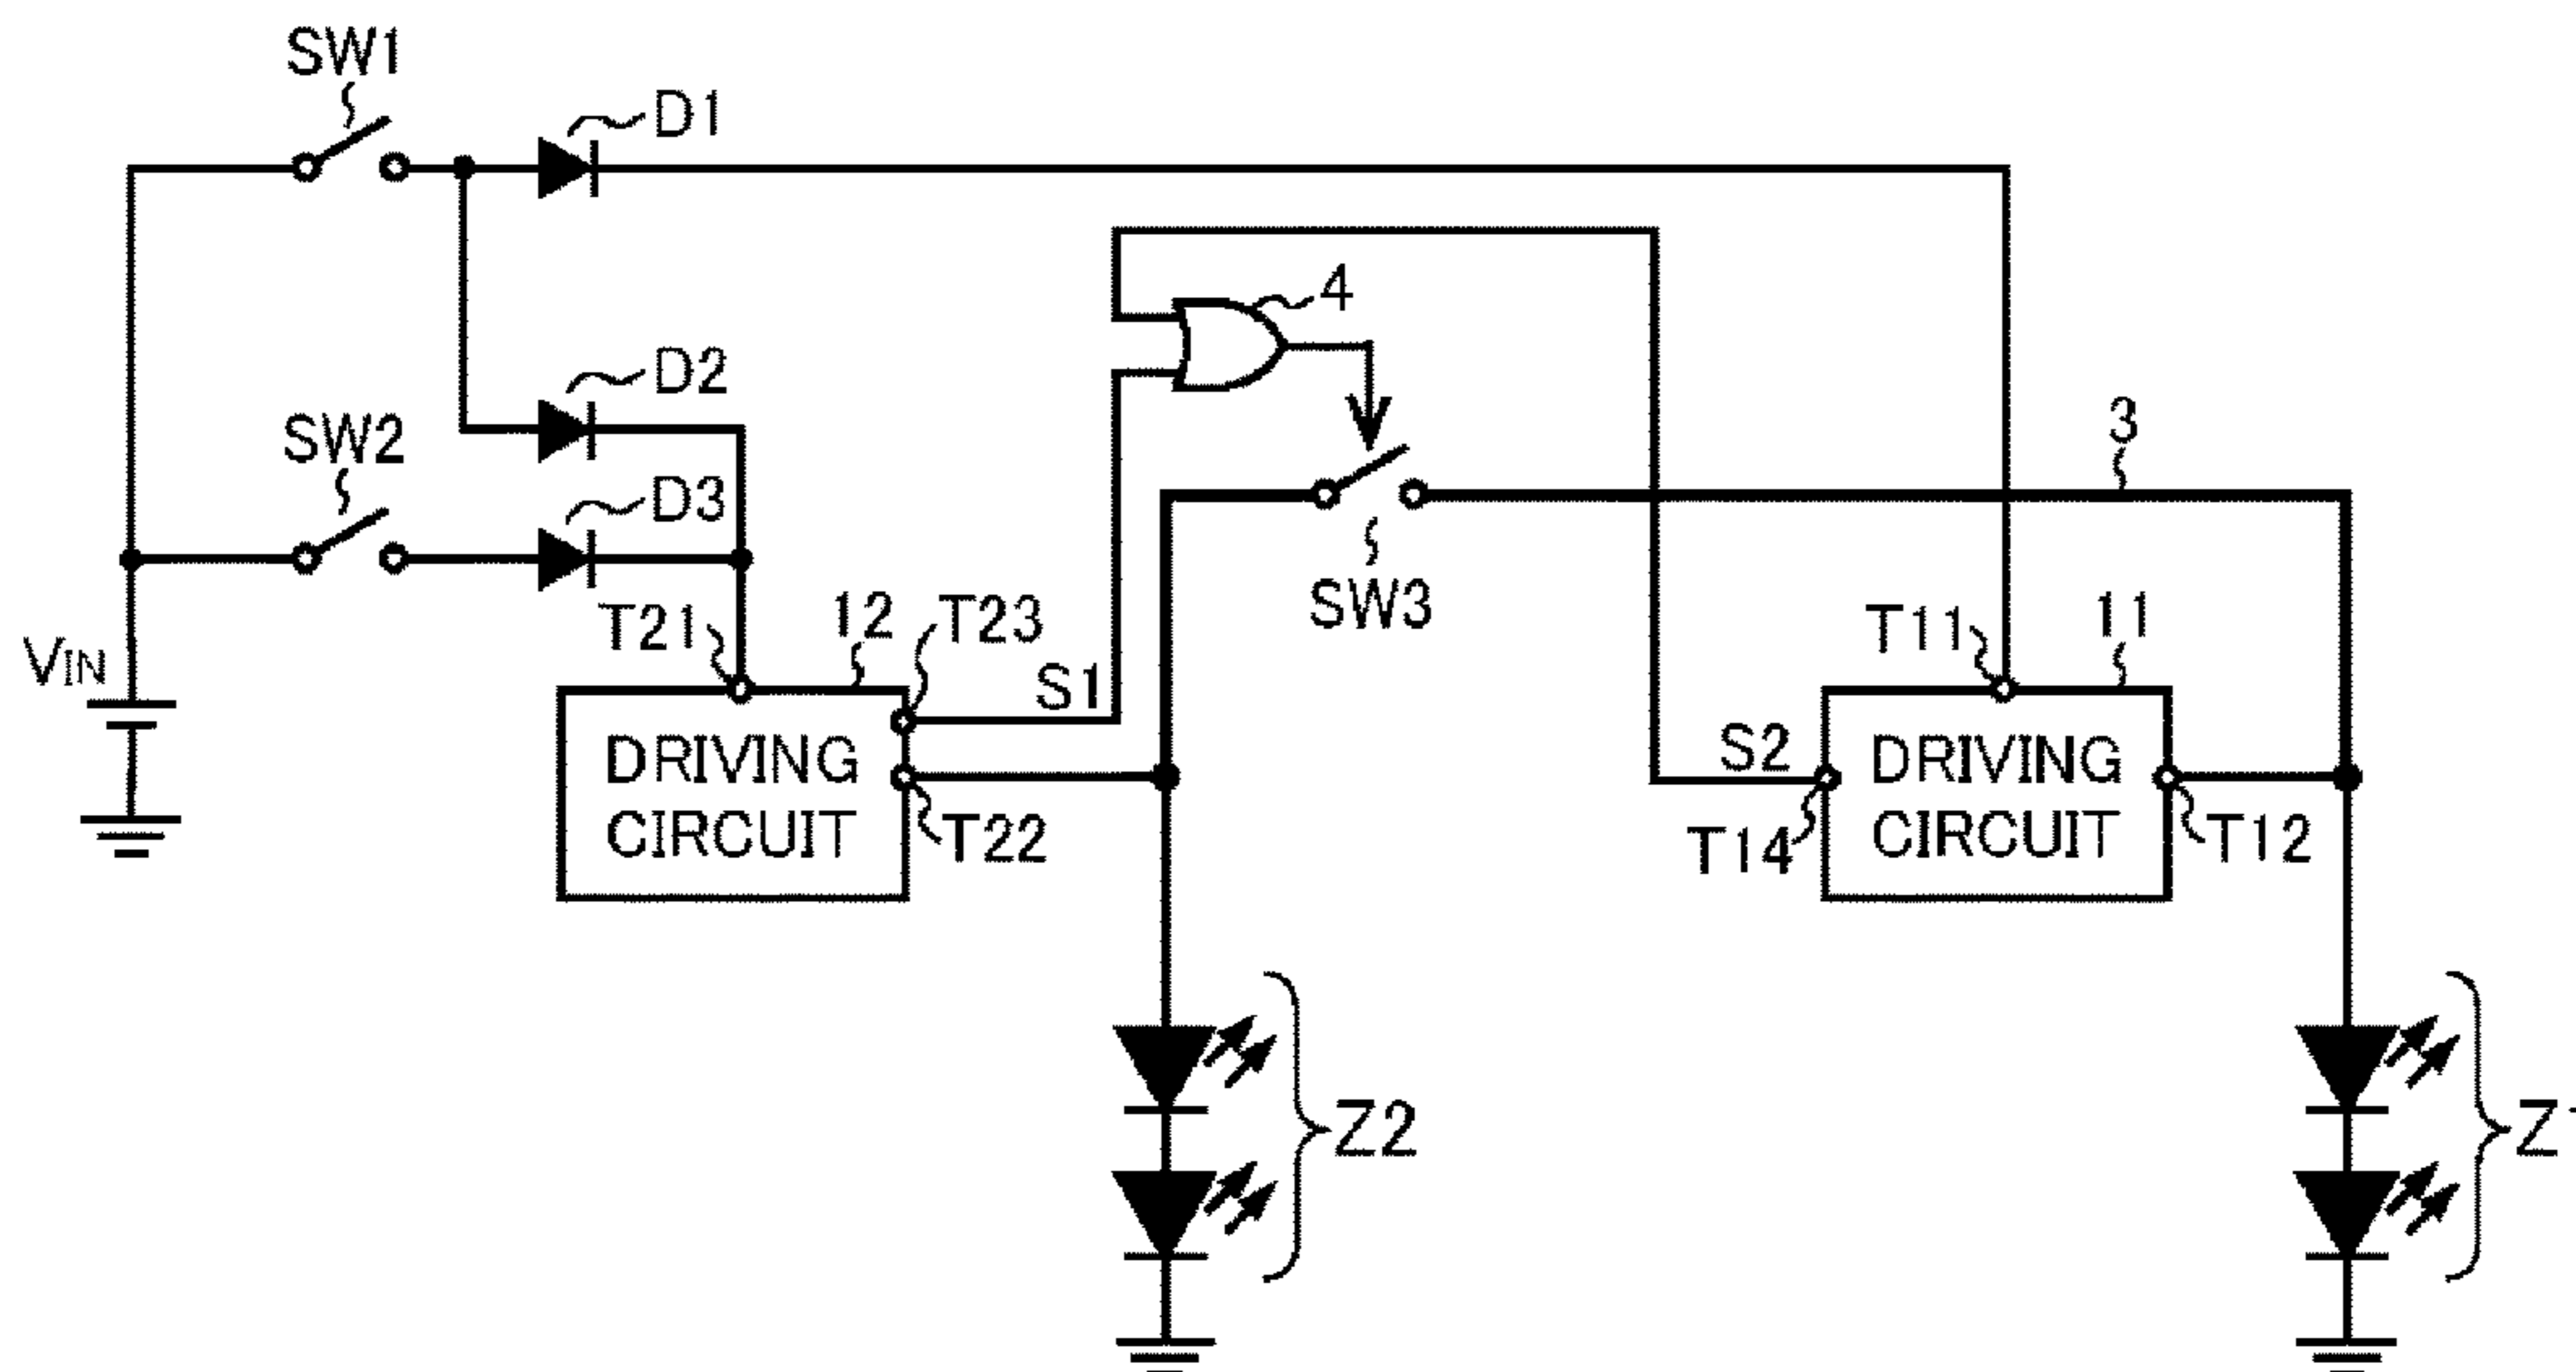 SW1
D1
4
D2
SW2
D3
3
SW3
T21
12
T23
S1
T11
11
VIN
DRIVING
CIRCUIT
T22
S2
T14
DRIVING
CIRCUIT
T12
Z2
Z1